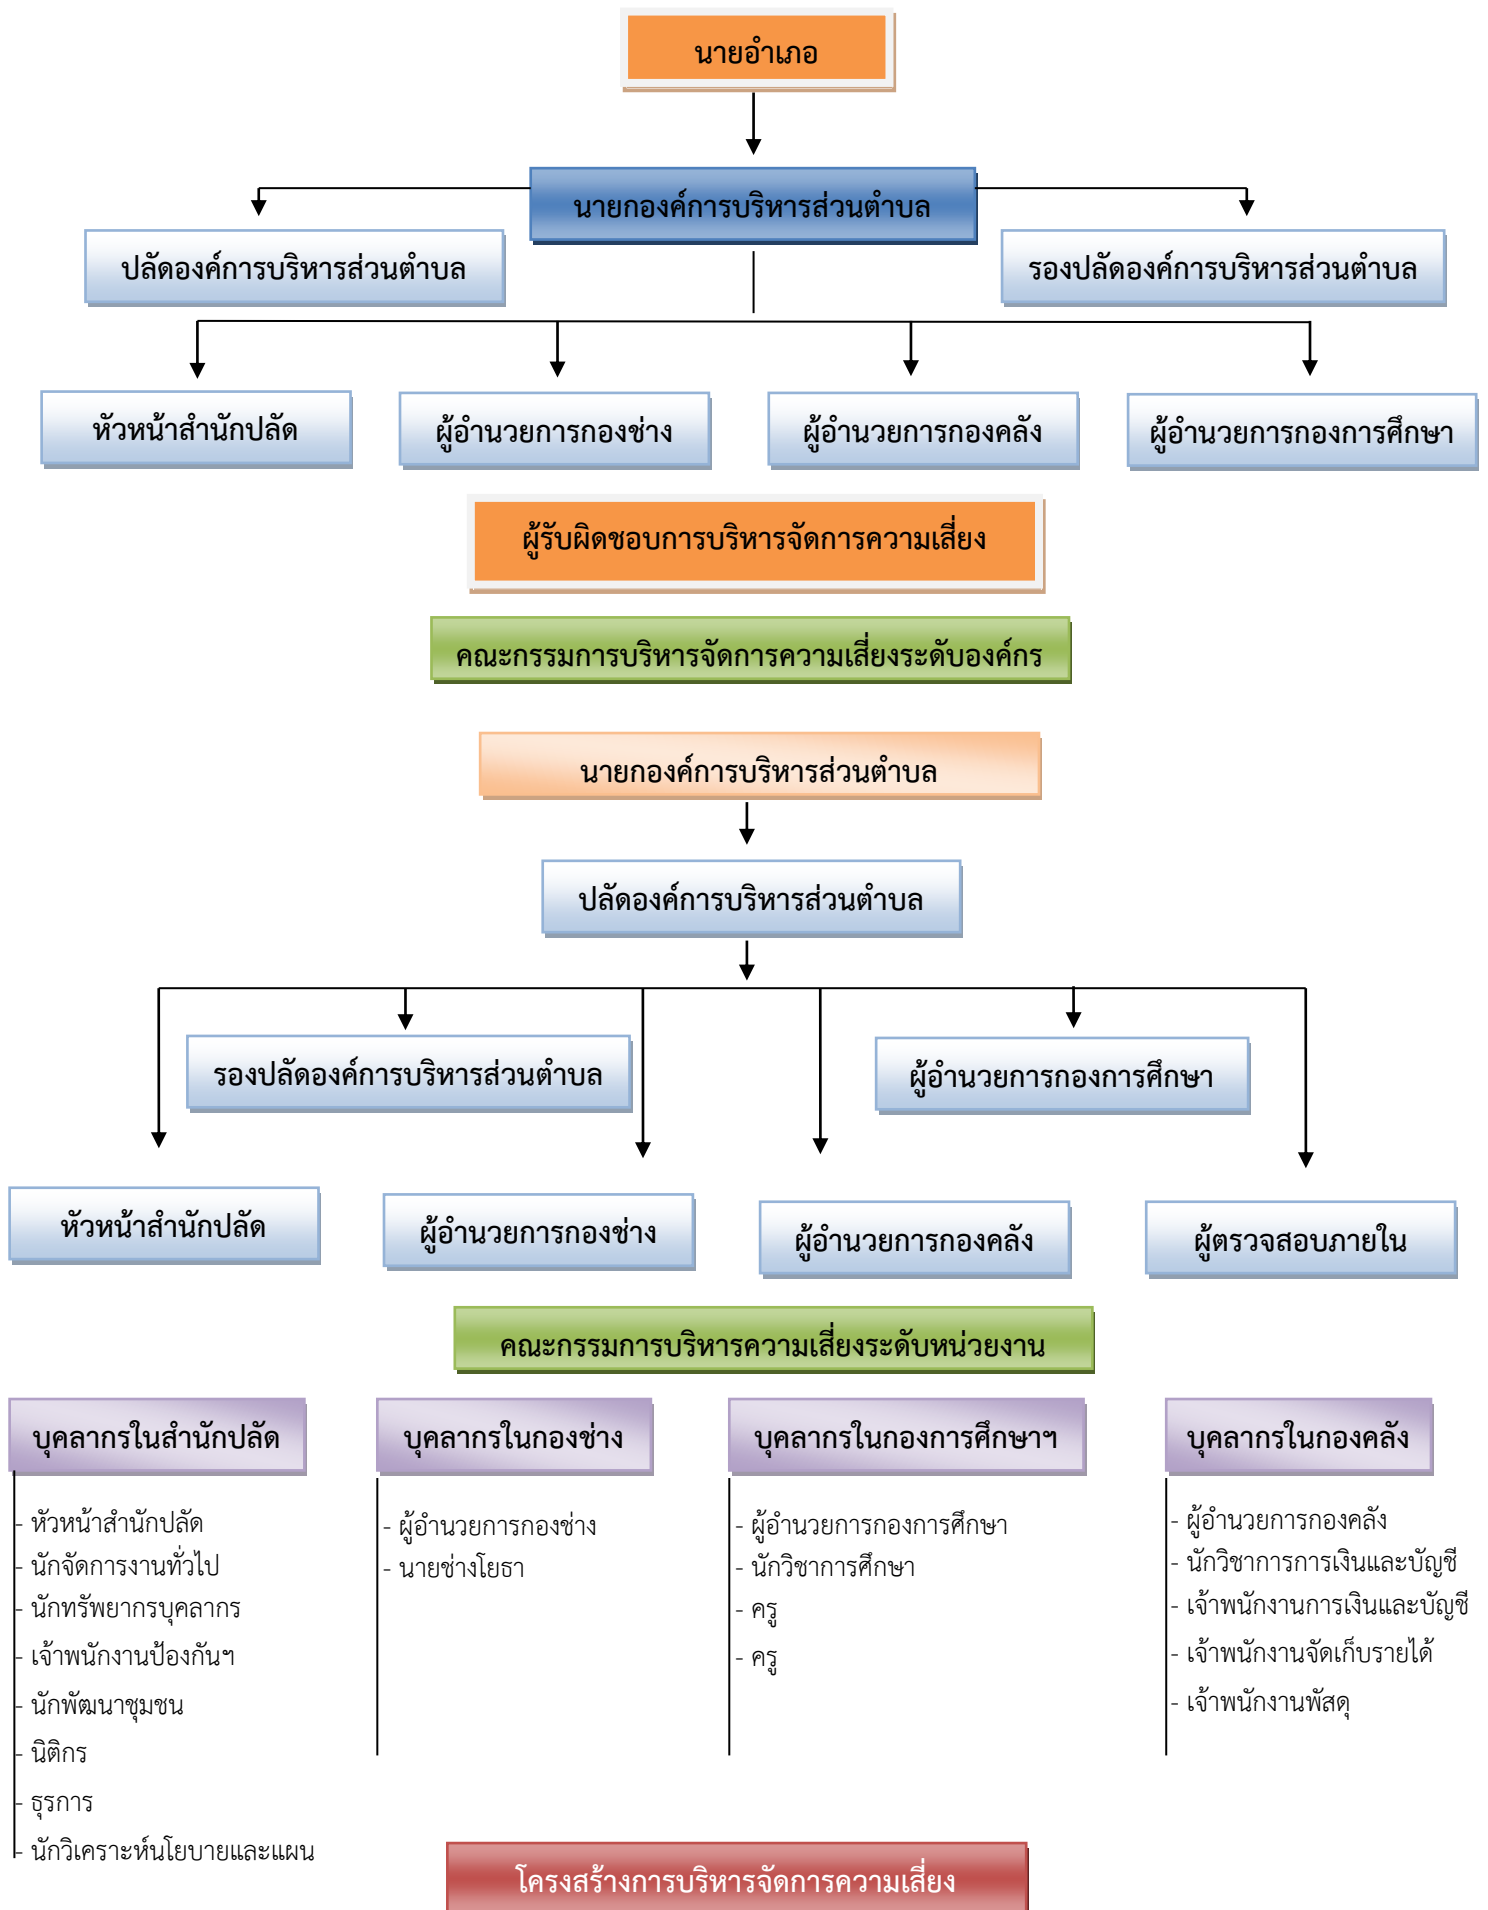 นายอำเภอ
นายกองค์การบริหารส่วนตำบล
ปลัดองค์การบริหารส่วนตำบล
รองปลัดองค์การบริหารส่วนตำบล
หัวหน้าสำนักปลัด
ผู้อำนวยการกองช่าง
ผู้อำนวยการกองคลัง
ผู้อำนวยการกองการศึกษา
ผู้รับผิดชอบการบริหารจัดการความเสี่ยง
คณะกรรมการบริหารจัดการความเสี่ยงระดับองค์กร
นายกองค์การบริหารส่วนตำบล
ปลัดองค์การบริหารส่วนตำบล
รองปลัดองค์การบริหารส่วนตำบล
ผู้อำนวยการกองการศึกษา
หัวหน้าสำนักปลัด
ผู้อำนวยการกองช่าง
ผู้อำนวยการกองคลัง
ผู้ตรวจสอบภายใน
คณะกรรมการบริหารความเสี่ยงระดับหน่วยงาน
บุคลากรในสำนักปลัด
- หัวหน้าสำนักปลัด
- นักจัดการงานทั่วไป
- นักทรัพยากรบุคลากร
- เจ้าพนักงานป้องกันฯ
- นักพัฒนาชุมชน
- นิติกร
- ธุรการ
- นักวิเคราะห์นโยบายและแผน
บุคลากรในกองช่าง
- ผู้อำนวยการกองช่าง
- นายช่างโยธา
บุคลากรในกองการศึกษาฯ
- ผู้อำนวยการกองการศึกษา
- นักวิชาการศึกษา
- ครู
- ครู
บุคลากรในกองคลัง
- ผู้อำนวยการกองคลัง
- นักวิชาการการเงินและบัญชี
- เจ้าพนักงานการเงินและบัญชี
- เจ้าพนักงานจัดเก็บรายได้
- เจ้าพนักงานพัสดุ
โครงสร้างการบริหารจัดการความเสี่ยง